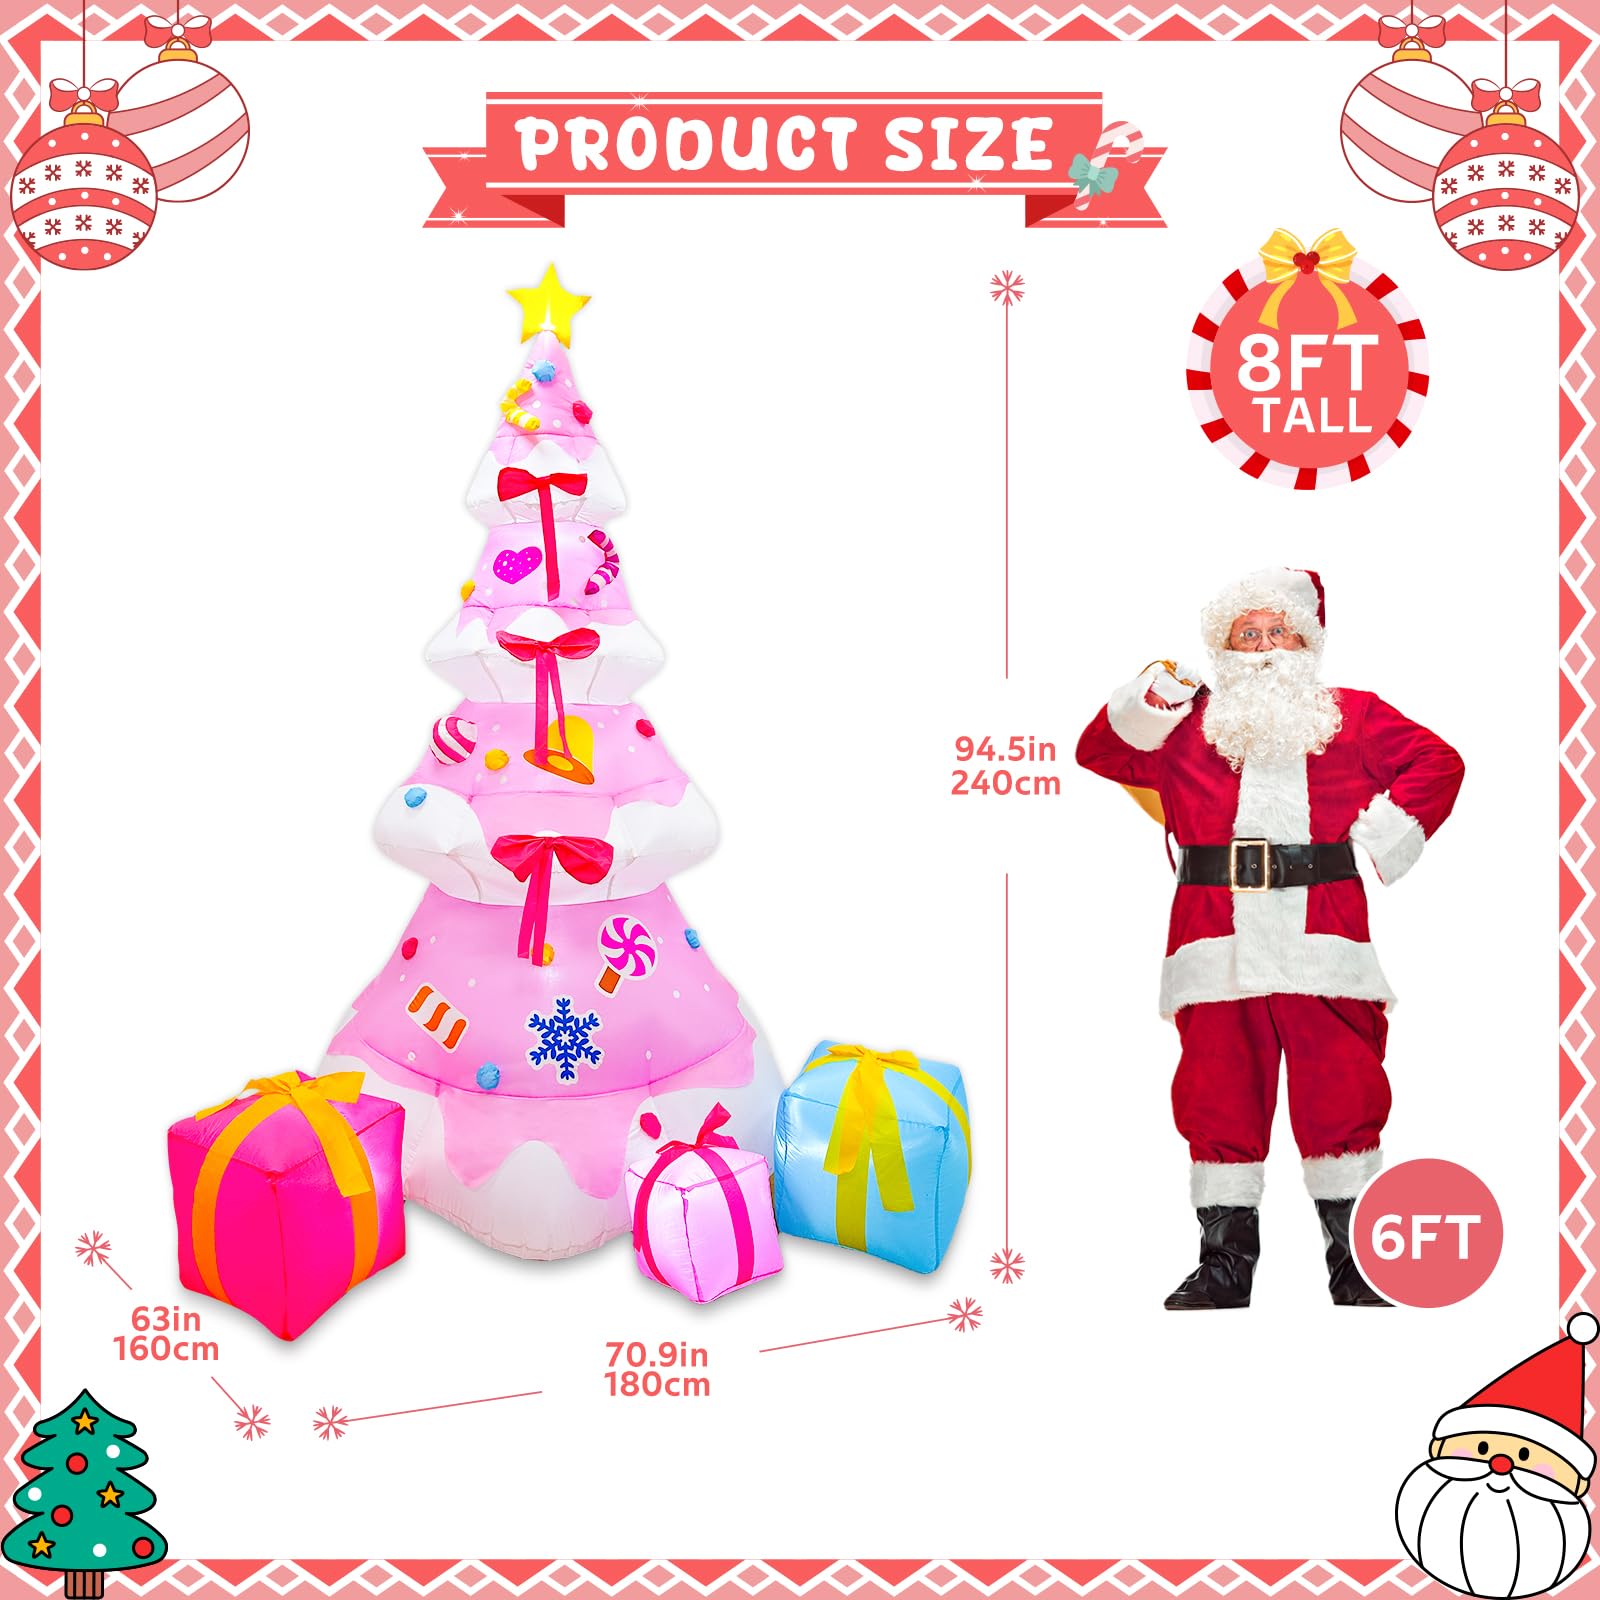 PRODUCT SIZE
8FT
TALL
94.5in
240cm
6FT
63in
160cm
70.9in
180cm